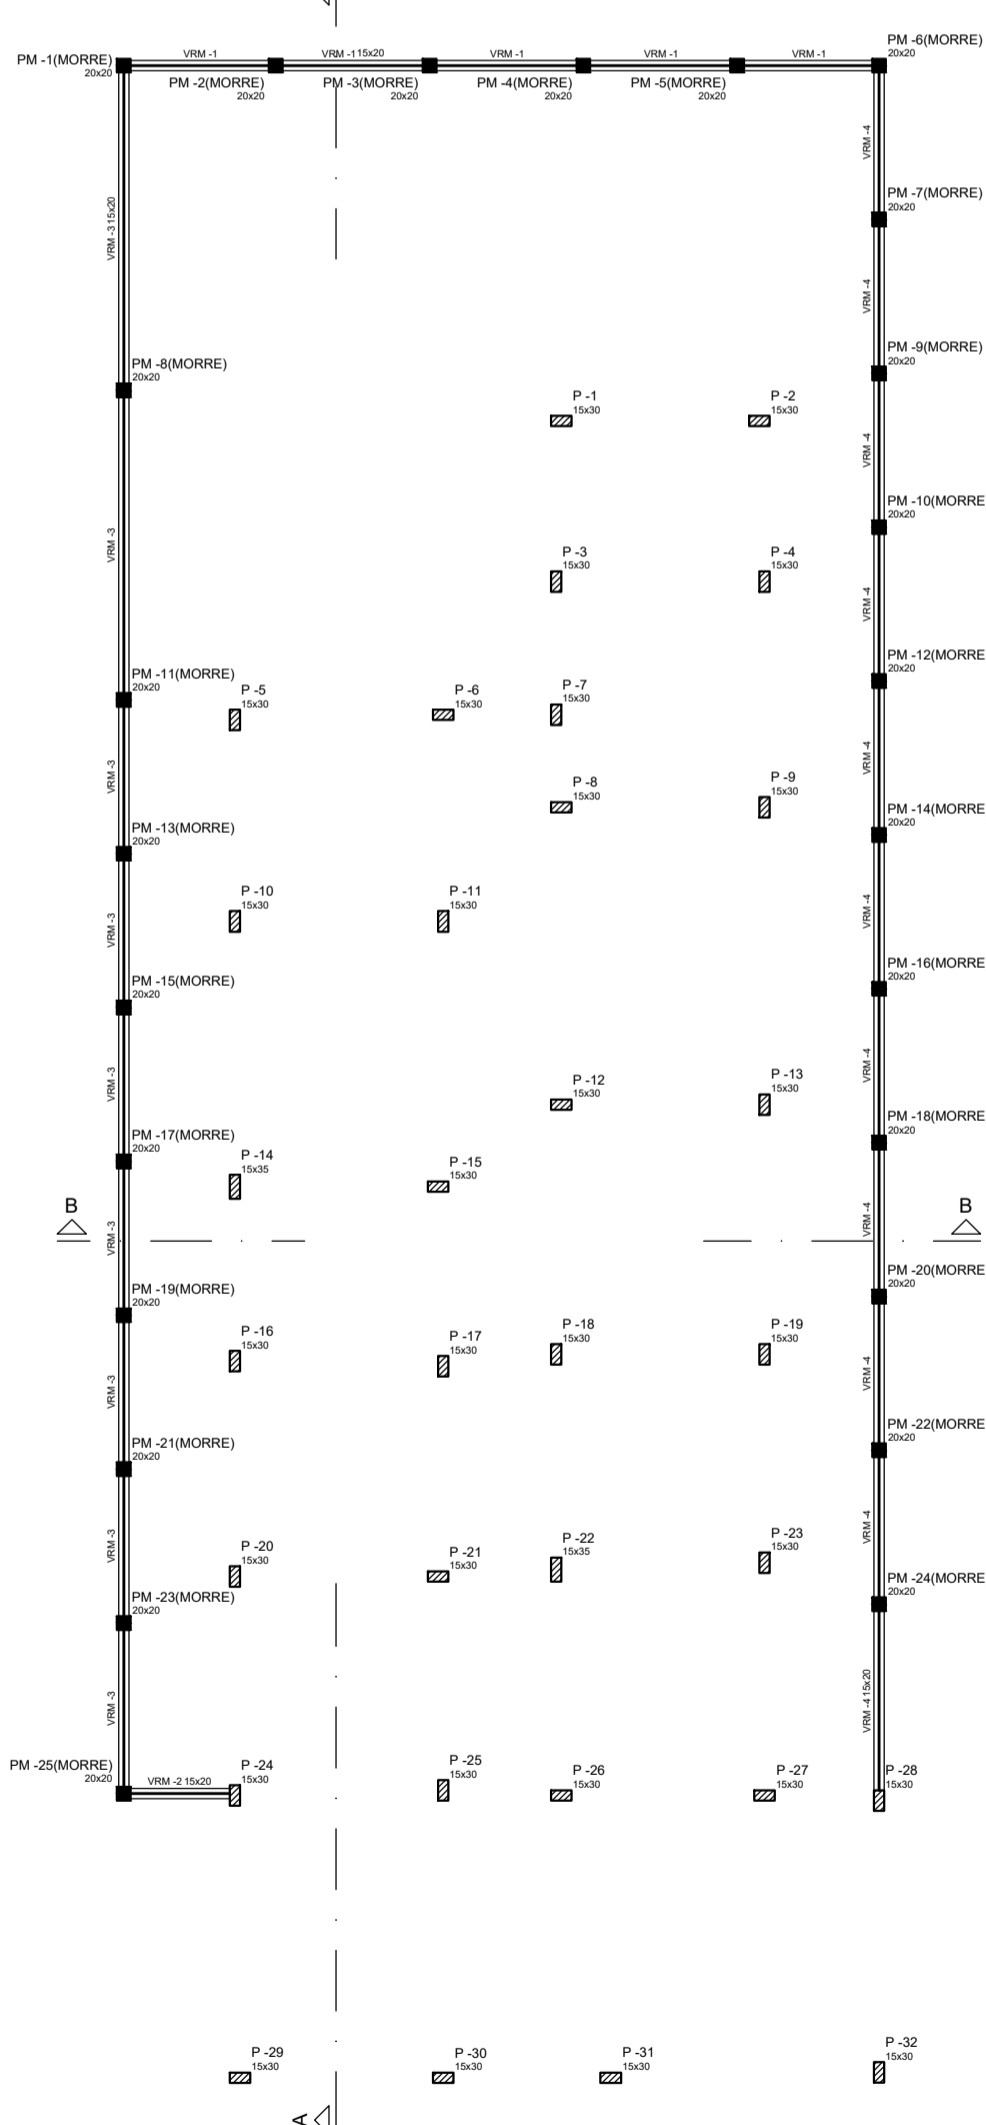 VRM -1
VRM -1 15x20
VRM -1
VRM -1
VRM -1
PM -6(MORRE)
20x20
PM -1(MORRE)
20x20
PM -2(MORRE)
20x20
PM -3(MORRE)
20x20
PM -4(MORRE)
20x20
PM -5(MORRE)
20x20
VRM -4
PM -7(MORRE)
20x20
VRM -3 15x20
VRM -4
PM -9(MORRE)
20x20
PM -8(MORRE)
20x20
P -1
15x30
P -2
15x30
VRM -4
PM -10(MORRE
20x20
VRM -3
P -3
15x30
P -4
15x30
VRM -4
PM -12(MORRE
20x20
PM -11(MORRE)
20x20
P -5
15x30
P -6
15x30
P -7
15x30
VRM -3
P -8
15x30
P -9
15x30
VRM -4
PM -14(MORRE
20x20
PM -13(MORRE)
20x20
P -10
15x30
P -11
15x30
VRM -3
VRM -4
PM -16(MORRE
20x20
PM -15(MORRE)
20x20
VRM -3
P -12
15x30
P -13
15x30
VRM -4
PM -18(MORRE
20x20
PM -17(MORRE)
20x20
P -14
15x35
P -15
15x30
B
B
VRM -3
VRM -4
PM -20(MORRE
20x20
PM -19(MORRE)
20x20
P -16
15x30
P -17
15x30
P -18
15x30
P -19
15x30
VRM -3
VRM -4
PM -22(MORRE
20x20
PM -21(MORRE)
20x20
VRM -3
P -20
15x30
P -21
15x30
P -22
15x35
P -23
15x30
VRM -4
PM -24(MORRE
20x20
PM -23(MORRE)
20x20
VRM -3
VRM -4 15x20
PM -25(MORRE)
20x20
VRM -2 15x20
P -24
15x30
P -25
15x30
P -26
15x30
P -27
15x30
P -28
15x30
P -29
15x30
P -30
15x30
P -31
15x30
P -32
15x30
A